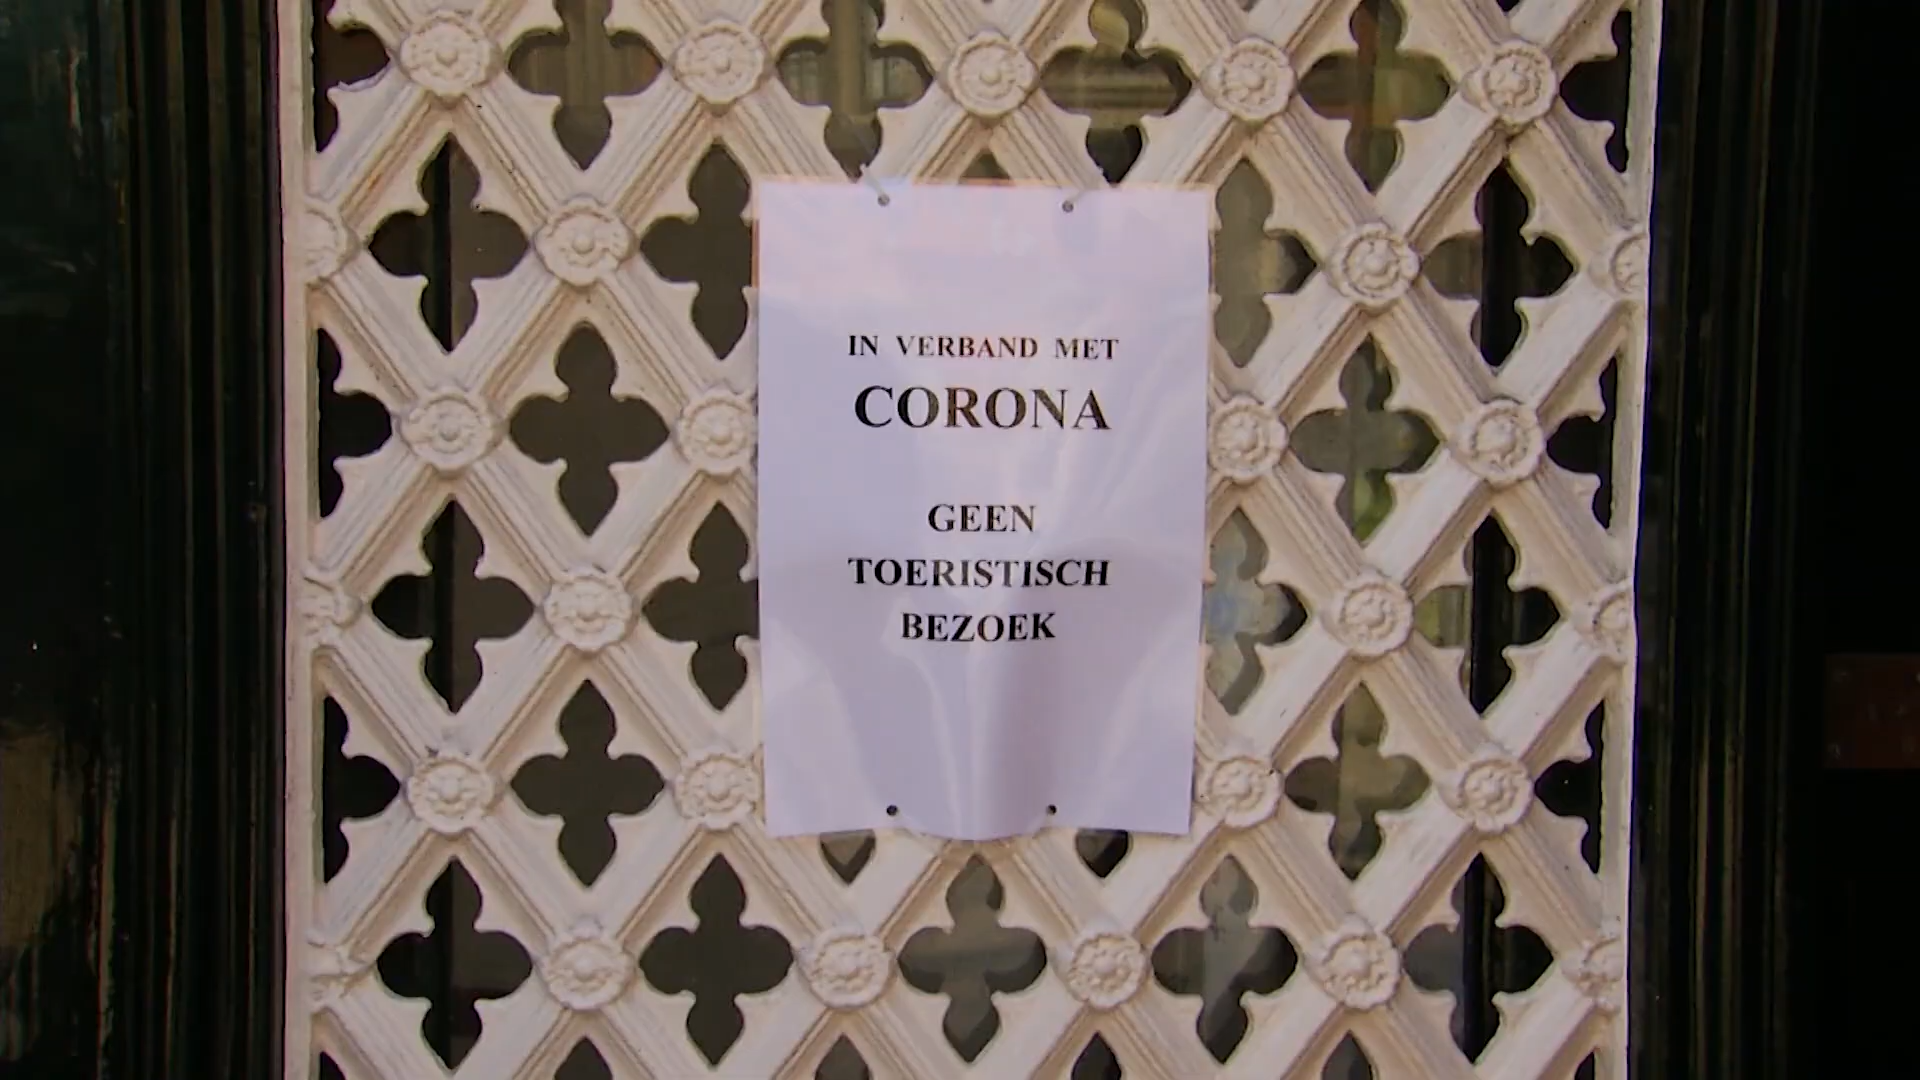 IN VERBAND MET
CORONA
GEEN
TOERISTISCH
BEZOEK